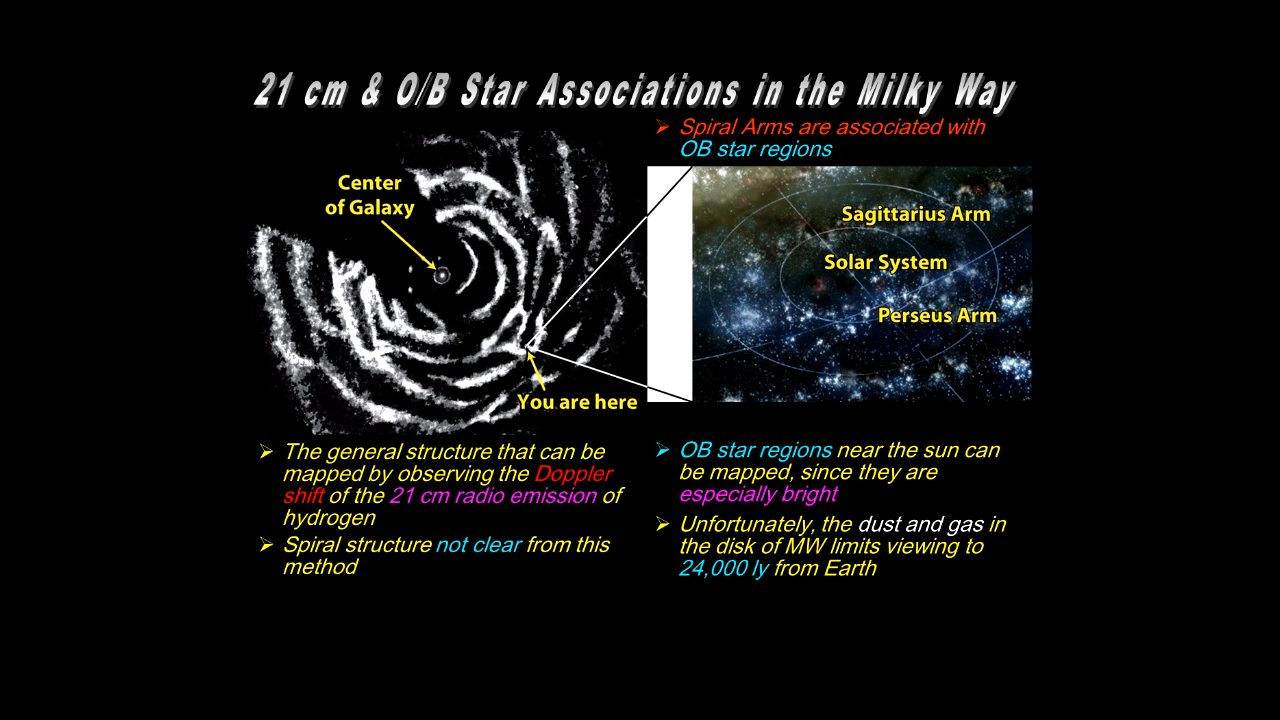 21 cm & O/B Star Associations in the Milky Way
Center
of Galaxy
You are here
➢ The general structure that can be
mapped by observing the Doppler
shift of the 21 cm radio emission of
hydrogen
➢ Spiral structure not clear from this
method
➢ Spiral Arms are associated with
OB star regions
Sagittarius Arm
Solar System
Perseus Arm
➢ OB star regions near the sun can
be mapped, since they are
especially bright
➢ Unfortunately, the dust and gas in
the disk of MW limits viewing to
24,000 ly from Earth